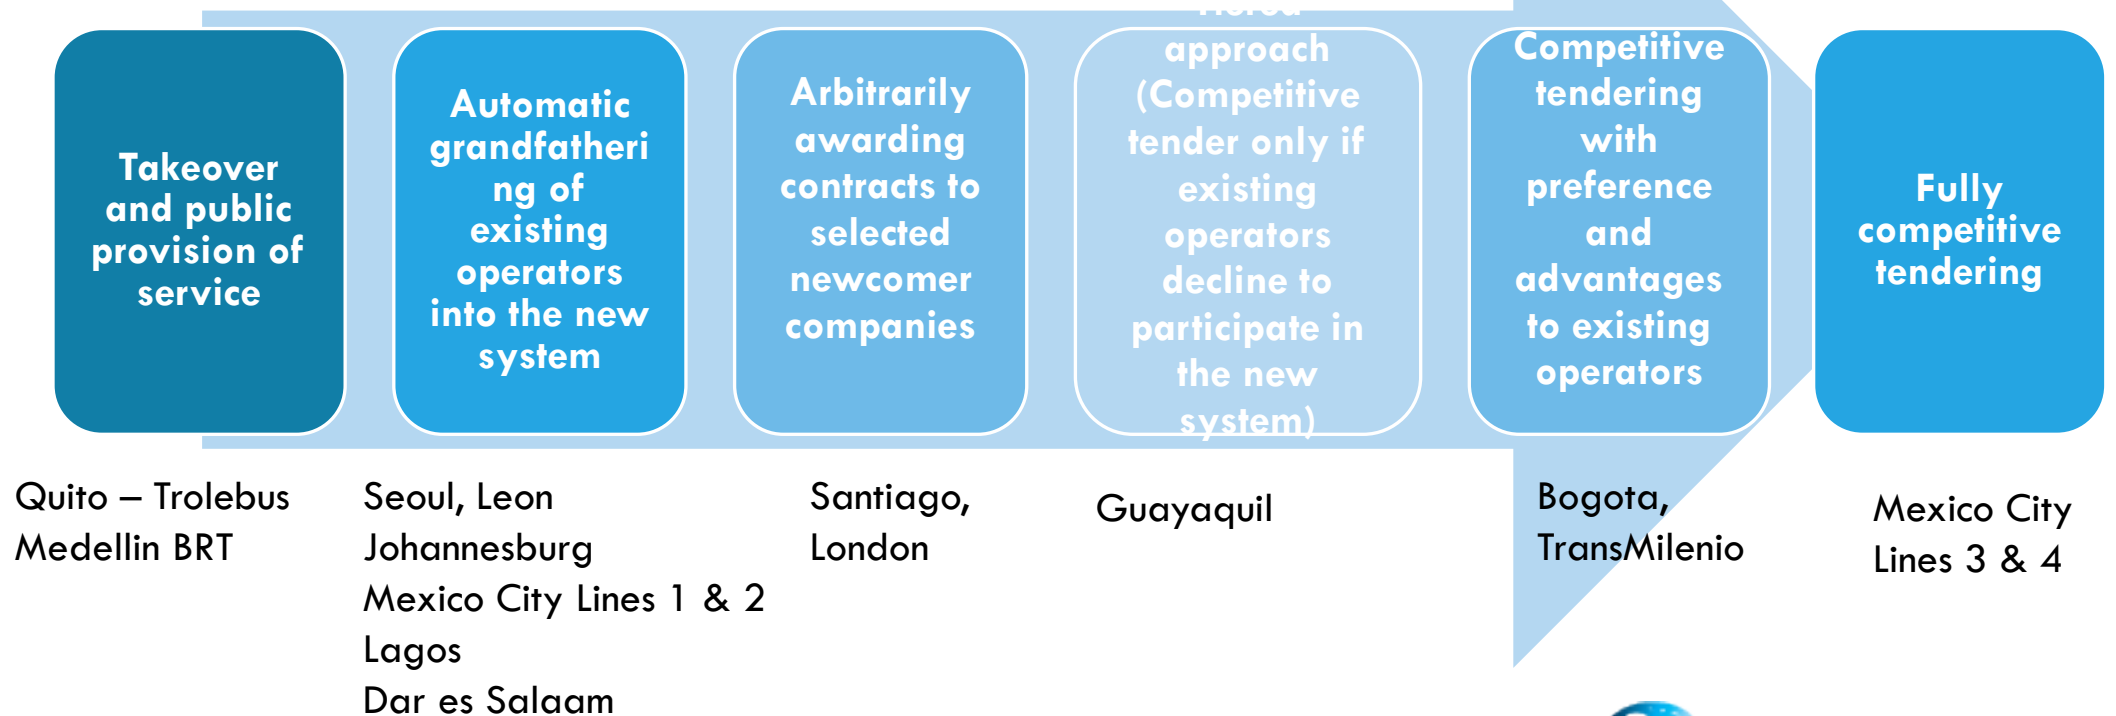 Takeover
and public
provision of
service
Automatic
grandfatheri
ng of
existing
operators
into the new
system
Arbitrarily
awarding
contracts to
selected
newcomer
companies
approach
(Competitive
tender only if
existing
operators
decline to
participate in
the new
system)
Competitive
tendering
with
preference
and
advantages
to existing
operators
Fully
competitive
tendering
Quito – Trolebus
Medellin BRT
Seoul, Leon
Johannesburg
Mexico City Lines 1 & 2
Lagos
Dar es Salaam
Santiago,
London
Guayaquil
Bogota,
TransMilenio
Mexico City
Lines 3 & 4